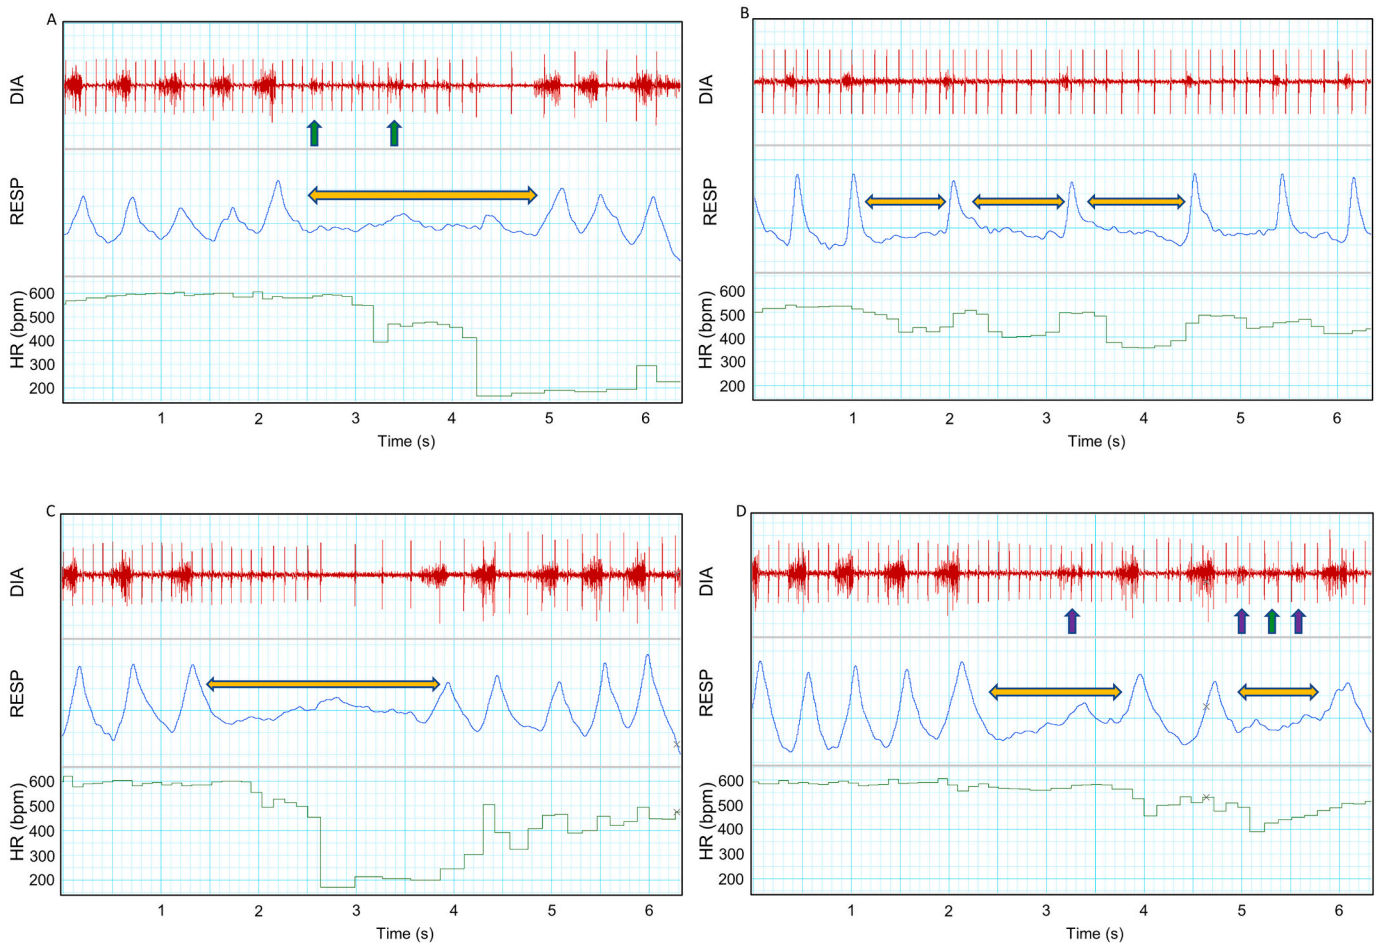 A
DIA
RESP
HR (bpm)
600
500
400
300
200
1 2 3 4 5 6
Time (s)
B
DIA
RESP
HR (bpm)
600
500
400
300
200
1 2 3 4 5 6
Time (s)
C
DIA
RESP
HR (bpm)
600
500
400
300
200
1 2 3 4 5 6
Time (s)
D
DIA
RESP
HR (bpm)
600
500
400
300
200
1 2 3 4 5 6
Time (s)